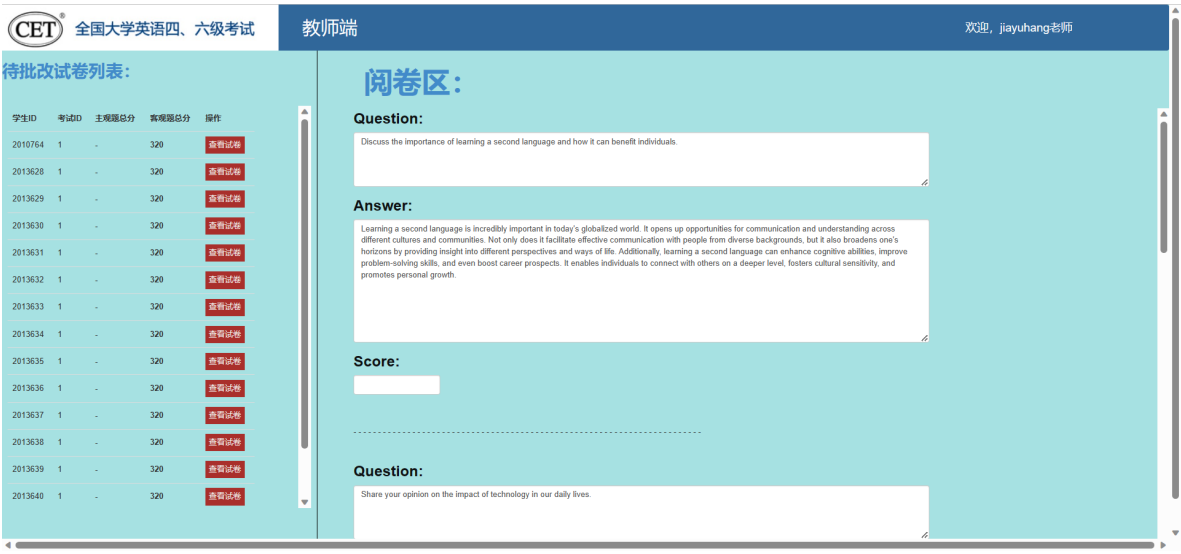 CET® 全国大学英语四、六级考试
教师端
欢迎，jiayuhang老师
待批改试卷列表：
学生ID 考试ID 主观题总分 客观题总分 操作
2010764 1 - 320 查看试卷
2013628 1 - 320 查看试卷
2013629 1 - 320 查看试卷
2013630 1 - 320 查看试卷
2013631 1 - 320 查看试卷
2013632 1 - 320 查看试卷
2013633 1 - 320 查看试卷
2013634 1 - 320 查看试卷
2013635 1 - 320 查看试卷
2013636 1 - 320 查看试卷
2013637 1 - 320 查看试卷
2013638 1 - 320 查看试卷
2013639 1 - 320 查看试卷
2013640 1 - 320 查看试卷
阅卷区：
Question:
Discuss the importance of learning a second language and how it can benefit individuals.
Answer:
Learning a second language is incredibly important in today's globalized world. It opens up opportunities for communication and understanding across
different cultures and communities. Not only does it facilitate effective communication with people from diverse backgrounds, but it also broadens one's
horizons by providing insight into different perspectives and ways of life. Additionally, learning a second language can enhance cognitive abilities, improve
problem-solving skills, and even boost career prospects. It enables individuals to connect with others on a deeper level, fosters cultural sensitivity, and
promotes personal growth.
Score:
Question:
Share your opinion on the impact of technology in our daily lives.